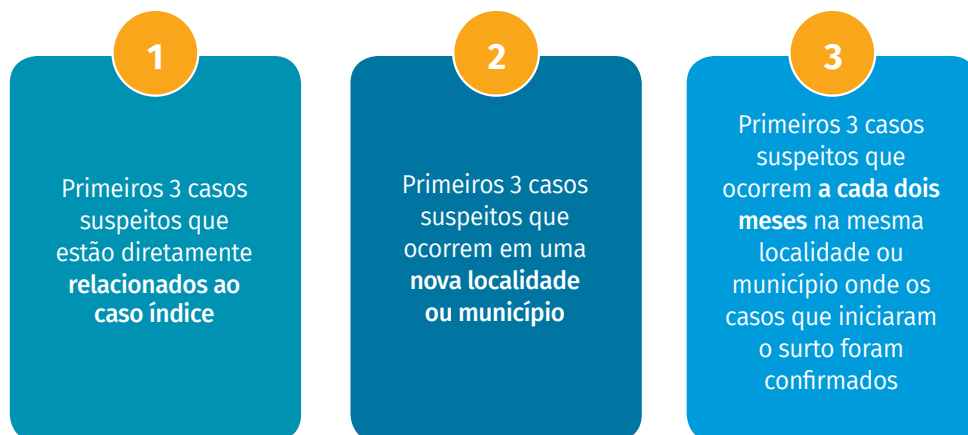 1
Primeiros 3 casos
suspeitos que
estão diretamente
relacionados ao
caso índice
2
Primeiros 3 casos
suspeitos que
ocorrem em uma
nova localidade
ou município
3
Primeiros 3 casos
suspeitos que
ocorrem a cada dois
meses na mesma
localidade ou
município onde os
casos que iniciaram
o surto foram
confirmados